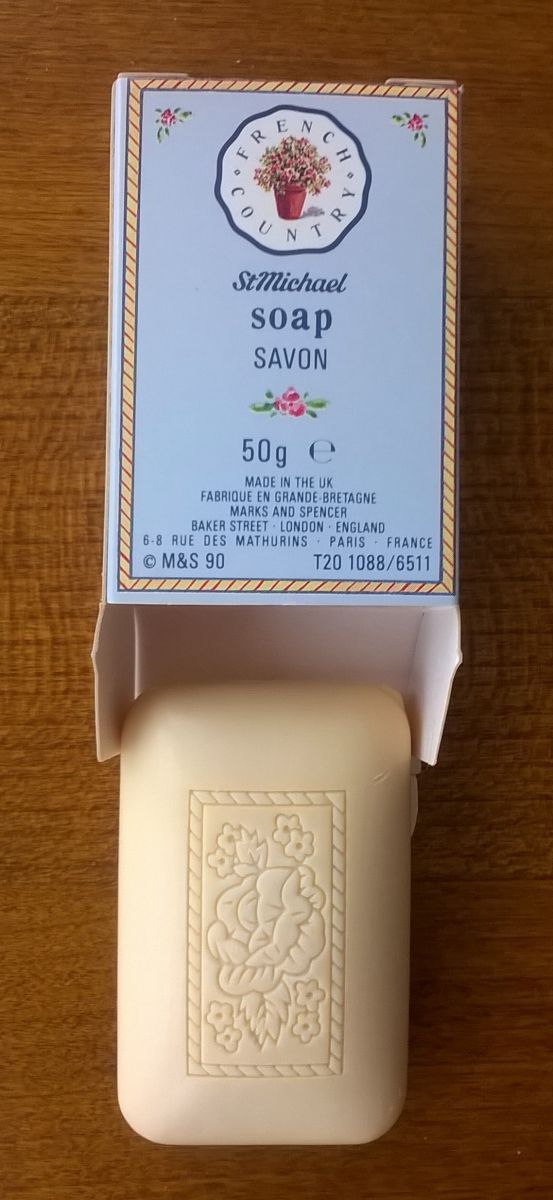 FRENCH
COUNTRY
StMichael
soap
SAVON
50g ℮
MADE IN THE UK
FABRIQUE EN GRANDE-BRETAGNE
MARKS AND SPENCER
BAKER STREET · LONDON · ENGLAND
6-8 RUE DES MATHURINS · PARIS · FRANCE
© M&S 90 T20 1088/6511